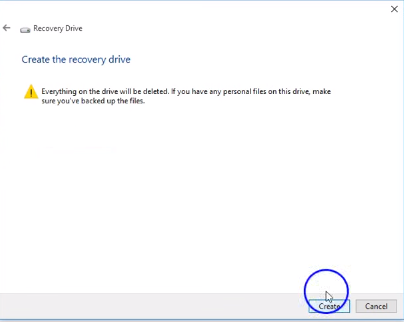 Recovery Drive
Create the recovery drive
Everything on the drive will be deleted. If you have any personal files on this drive, make
sure you've backed up the files.
Create
Cancel